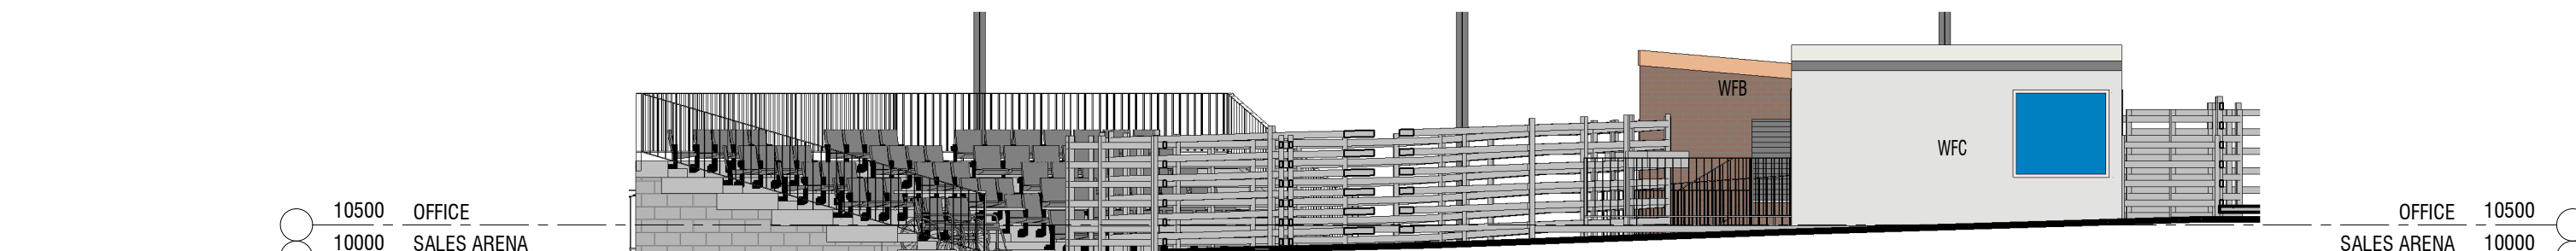 WFB
WFC
10500 OFFICE
10000 SALES ARENA
OFFICE 10500
SALES ARENA 10000